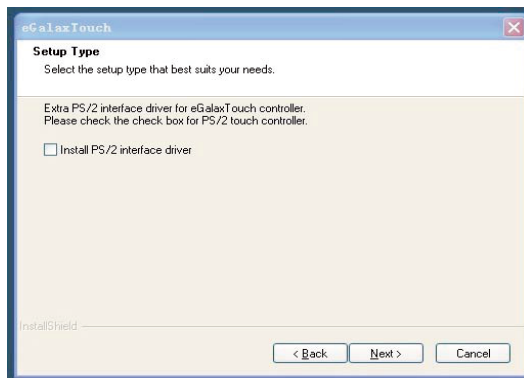 eGalaxTouch
Setup Type
Select the setup type that best suits your needs.
Extra PS/2 interface driver for eGalaxTouch controller.
Please check the check box for PS/2 touch controller.
Install PS/2 interface driver
InstallShield
< Back
Next >
Cancel